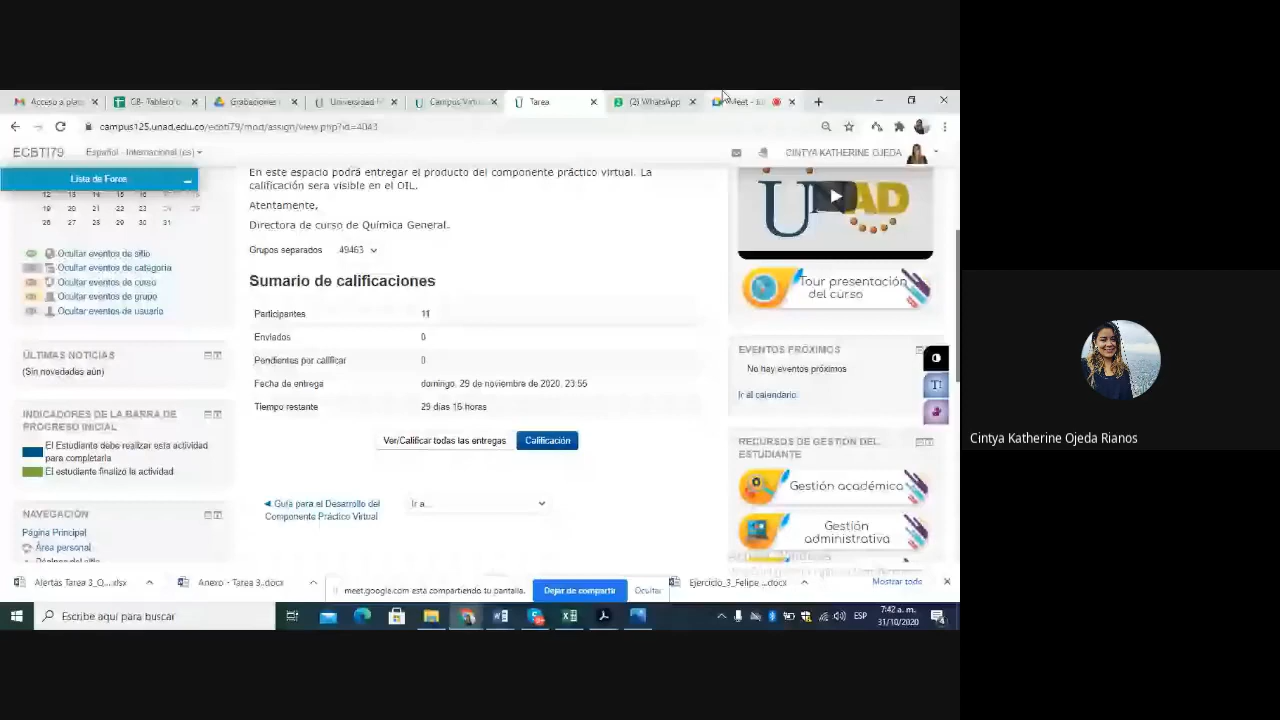 Tarea
(2) WhatsApp
campus125.unad.edu.co/ecbti79/mod/assign/view.php?id=4043
ECBTI79
Español - Internacional (es)
CINTYA KATHERINE OJEDA
Lista de Foros
12 13 14 15 16 17 18
19 20 21 22 23 24 25
26 27 28 29 30 31
Ocultar eventos de sitio
Ocultar eventos de categoría
Ocultar eventos de curso
Ocultar eventos de grupo
Ocultar eventos de usuario
ÚLTIMAS NOTICIAS
(Sin novedades aún)
INDICADORES DE LA BARRA DE
PROGRESO INICIAL
El Estudiante debe realizar esta actividad
para completarla
El estudiante finalizó la actividad
NAVEGACIÓN
Página Principal
Área personal
En este espacio podrá entregar el producto del componente práctico virtual. La
calificación sera visible en el OIL.
Atentamente,
Directora de curso de Química General.
Grupos separados 49463
Sumario de calificaciones
Participantes 11
Enviados 0
Pendientes por calificar 0
Fecha de entrega domingo, 29 de noviembre de 2020, 23:55
Tiempo restante 29 días 16 horas
Ver/Calificar todas las entregas Calificación
◄ Guía para el Desarrollo del
Componente Práctico Virtual
Ir a...
UNAD
Tour presentación
del curso
EVENTOS PRÓXIMOS
No hay eventos próximos
Ir al calendario
RECURSOS DE GESTIÓN DEL
ESTUDIANTE
Gestión académica
Gestión
administrativa
Alertas Tarea 3_Q....xlsx
Anexo - Tarea 3.docx
meet.google.com está compartiendo tu pantalla.
Dejar de compartir
Ocultar
Ejercicio_3_Felipe ...docx
Mostrar todo
Escribe aquí para buscar
ESP
7:42 a. m.
31/10/2020
Cintya Katherine Ojeda Rianos